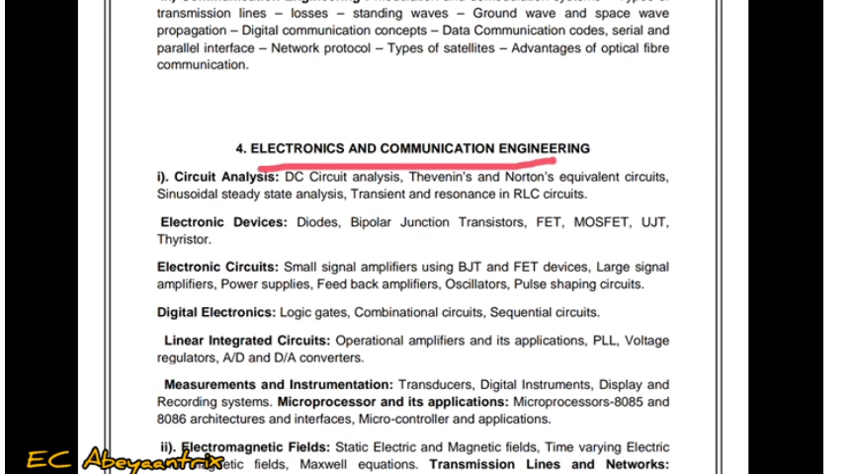 Communication Engineering
transmission lines – losses – standing waves – Ground wave and space wave
propagation – Digital communication concepts – Data Communication codes, serial and
parallel interface – Network protocol – Types of satellites – Advantages of optical fibre
communication.
4. ELECTRONICS AND COMMUNICATION ENGINEERING
i). Circuit Analysis: DC Circuit analysis, Thevenin's and Norton's equivalent circuits,
Sinusoidal steady state analysis, Transient and resonance in RLC circuits.
Electronic Devices: Diodes, Bipolar Junction Transistors, FET, MOSFET, UJT,
Thyristor.
Electronic Circuits: Small signal amplifiers using BJT and FET devices, Large signal
amplifiers, Power supplies, Feed back amplifiers, Oscillators, Pulse shaping circuits.
Digital Electronics: Logic gates, Combinational circuits, Sequential circuits.
Linear Integrated Circuits: Operational amplifiers and its applications, PLL, Voltage
regulators, A/D and D/A converters.
Measurements and Instrumentation: Transducers, Digital Instruments, Display and
Recording systems. Microprocessor and its applications: Microprocessors-8085 and
8086 architectures and interfaces, Micro-controller and applications.
ii). Electromagnetic Fields: Static Electric and Magnetic fields, Time varying Electric
fields, Maxwell equations. Transmission Lines and Networks:
EC Abeyaantrix